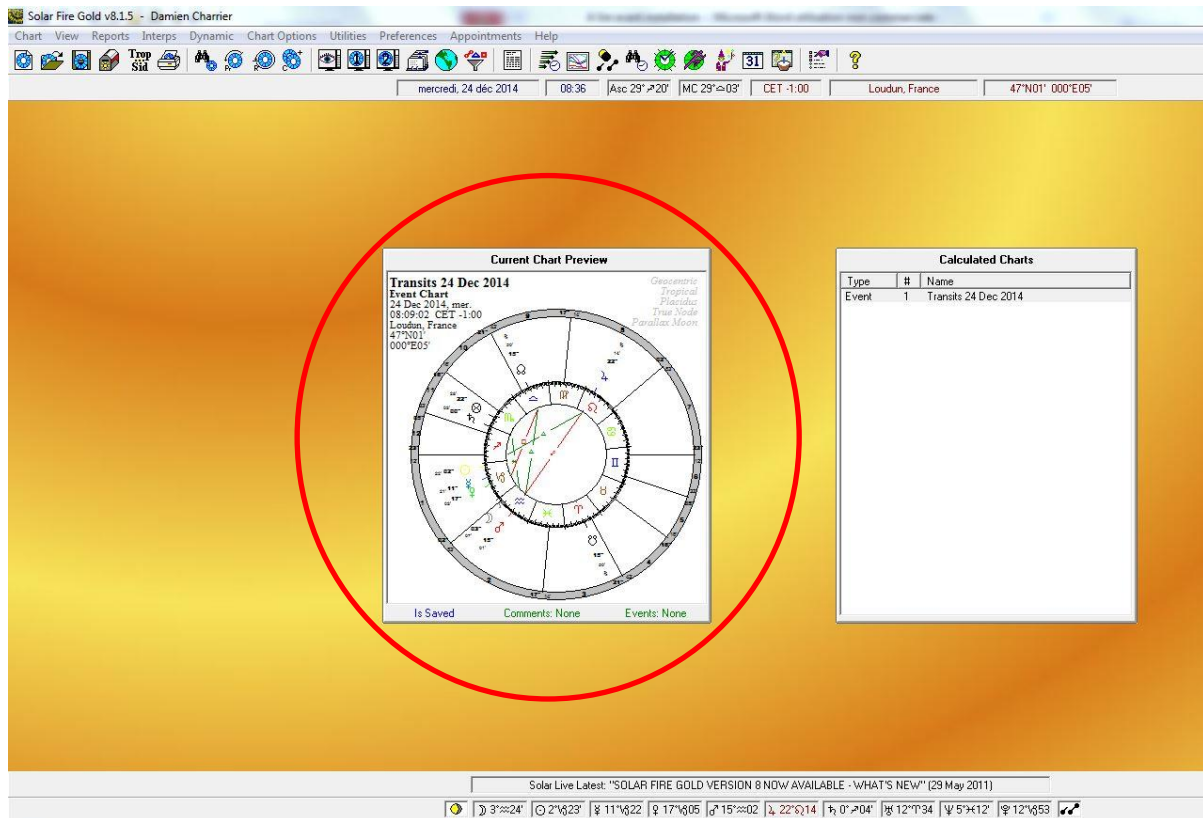 Solar Fire Gold v8.1.5 - Damien Charrier
Chart View Reports Interps Dynamic Chart Options Utilities Preferences Appointments Help
Trop
Sid
31
mercredi, 24 déc 2014 08:36 Asc 29°♐20' MC 29°♎03' CET -1:00 Loudun, France 47°N01' 000°E05'
Current Chart Preview
Transits 24 Dec 2014
Event Chart
24 Dec 2014, mer.
08:09:02 CET -1:00
Loudun, France
47°N01'
000°E05'
Geocentric
Tropical
Placidus
True Node
Parallax Moon
Is Saved Comments: None Events: None
Calculated Charts
Type # Name
Event 1 Transits 24 Dec 2014
Solar Live Latest: "SOLAR FIRE GOLD VERSION 8 NOW AVAILABLE - WHAT'S NEW" (29 May 2011)
☽ 3°♒24' ☉ 2°♑23' ☿ 11°♑22 ♀ 17°♑05 ♂ 15°♒02 ♃ 22°♌14 ♄ 0°♐04' ♅ 12°♈34 ♆ 5°♓12' 12°♑53